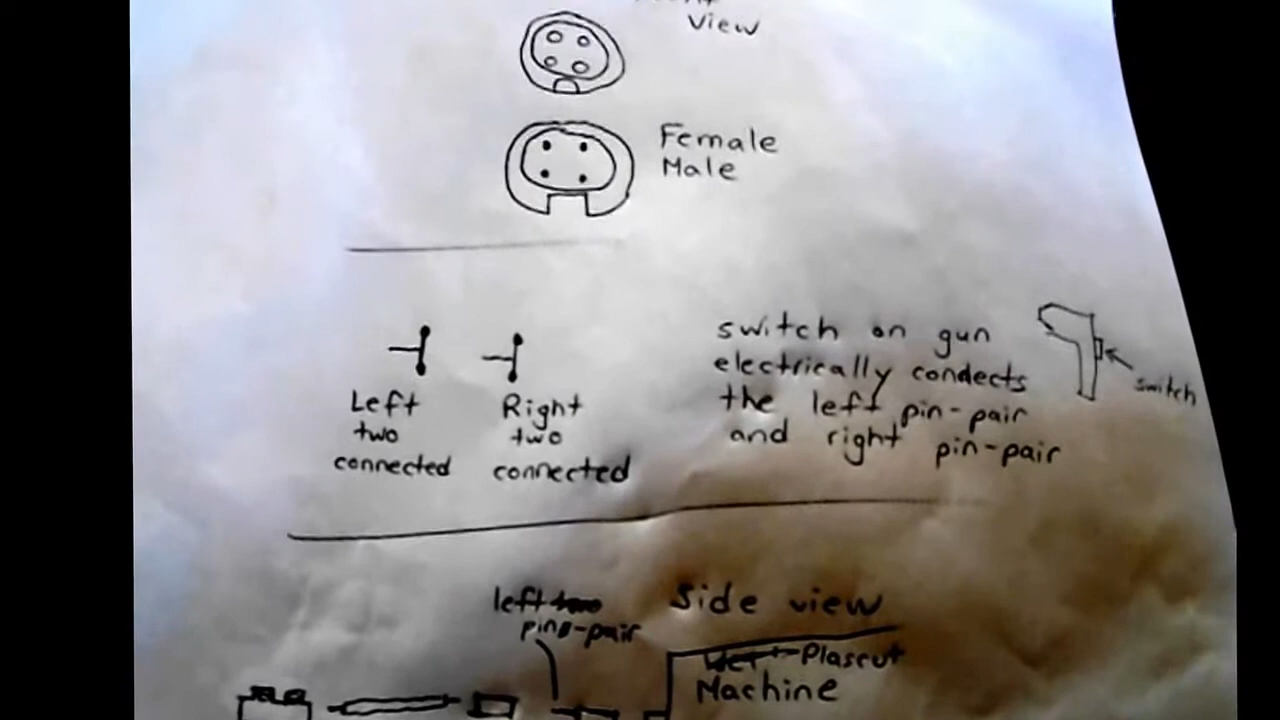 View
Female
Male
switch on gun
electrically condects
the left pin-pair
and right pin-pair
switch
Left
two
connected
Right
two
connected
left two
pins-pair
Side view
Plascut
Machine